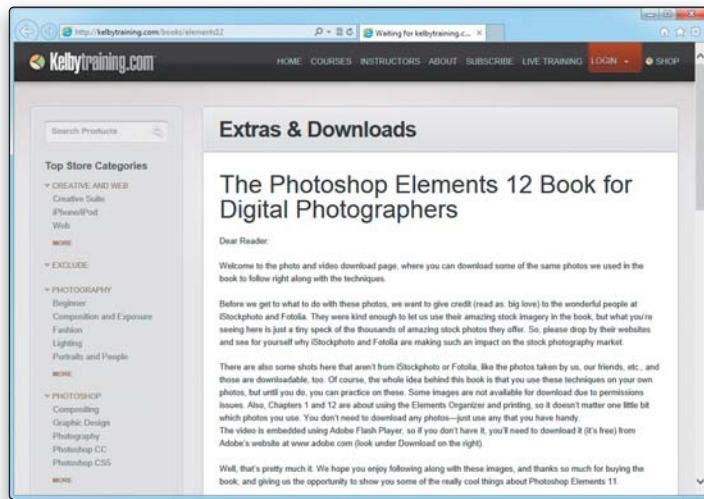 http://kelbytraining.com/books/elements12
Waiting for kelbytraining.c...
Kelbytraining.com
HOME COURSES INSTRUCTORS ABOUT SUBSCRIBE LIVE TRAINING LOGIN SHOP
Search Products
Top Store Categories
CREATIVE AND WEB
Creative Suite
iPhone/iPod
Web
MORE
EXCLUDE
PHOTOGRAPHY
Beginner
Composition and Exposure
Fashion
Lighting
Portraits and People
MORE
PHOTOSHOP
Compositing
Graphic Design
Photography
Photoshop CC
Photoshop CS5
MORE
Extras & Downloads
The Photoshop Elements 12 Book for
Digital Photographers
Dear Reader:
Welcome to the photo and video download page, where you can download some of the same photos we used in the
book to follow right along with the techniques.
Before we get to what to do with these photos, we want to give credit (read as: big love) to the wonderful people at
iStockphoto and Fotolia. They were kind enough to let us use their amazing stock imagery in the book, but what you're
seeing here is just a tiny speck of the thousands of amazing stock photos they offer. So, please drop by their websites
and see for yourself why iStockphoto and Fotolia are making such an impact on the stock photography market.
There are also some shots here that aren't from iStockphoto or Fotolia, like the photos taken by us, our friends, etc., and
those are downloadable, too. Of course, the whole idea behind this book is that you use these techniques on your own
photos, but until you do, you can practice on these. Some images are not available for download due to permissions
issues. Also, Chapters 1 and 12 are about using the Elements Organizer and printing, so it doesn't matter one little bit
which photos you use. You don't need to download any photos—just use any that you have handy.
The video is embedded using Adobe Flash Player, so if you don't have it, you'll need to download it (it's free) from
Adobe's website at www.adobe.com (look under Download on the right).
Well, that's pretty much it. We hope you enjoy following along with these images, and thanks so much for buying the
book, and giving us the opportunity to show you some of the really cool things about Photoshop Elements 11.